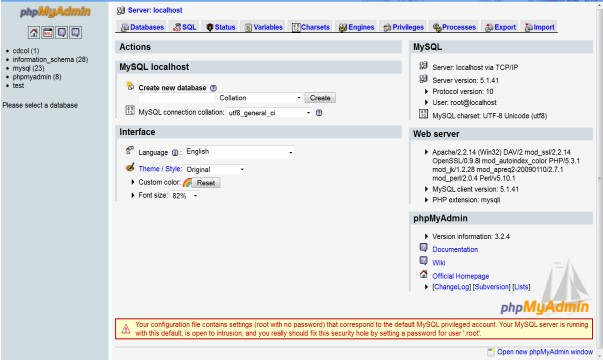 phpMyAdmin
cdcol (1)
information_schema (28)
mysql (23)
phpmyadmin (8)
test
Please select a database
Server: localhost
Databases SQL Status Variables Charsets Engines Privileges Processes Export Import
Actions
MySQL localhost
Create new database
Collation Create
MySQL connection collation: utf8_general_ci
Interface
Language : English
Theme / Style: Original
Custom color: Reset
Font size: 82%
MySQL
Server: localhost via TCP/IP
Server version: 5.1.41
Protocol version: 10
User: root@localhost
MySQL charset: UTF-8 Unicode (utf8)
Web server
Apache/2.2.14 (Win32) DAV/2 mod_ssl/2.2.14
OpenSSL/0.9.8l mod_autoindex_color PHP/5.3.1
mod_jk/1.2.28 mod_apreq2-20090110/2.7.1
mod_perl/2.0.4 Perl/v5.10.1
MySQL client version: 5.1.41
PHP extension: mysqli
phpMyAdmin
Version information: 3.2.4
Documentation
Wiki
Official Homepage
[ChangeLog] [Subversion] [Lists]
phpMyAdmin
Your configuration file contains settings (root with no password) that correspond to the default MySQL privileged account. Your MySQL server is running
with this default, is open to intrusion, and you really should fix this security hole by setting a password for user 'root'.
Open new phpMyAdmin window